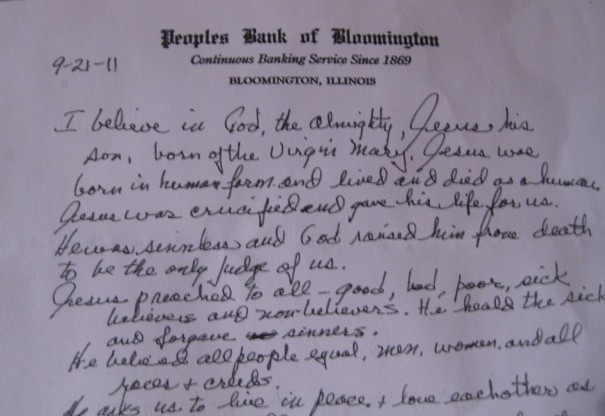 Peoples Bank of Bloomington
Continuous Banking Service Since 1869
BLOOMINGTON, ILLINOIS
9-21-11
I believe in God, the almighty, Jesus his
son, born of the Virgin Mary. Jesus was
born in human form and lived and died as a human.
Jesus was crucified and gave his life for us.
He was sinnless and God raised him from death
to be the only judge of us.
Jesus preached to all - good, bad, poor, sick
believers and nonbelievers. He heald the sick
and forgave sinners.
He believed all people equal, men, women, and all
races + creeds.
He asks us to live in peace, + love eachother as